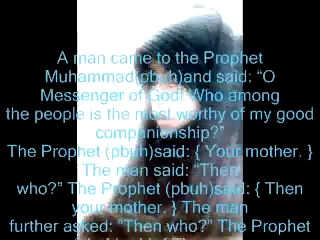 A man came to the Prophet
Muhammad(pbuh)and said: “O
Messenger of God! Who among
the people is the most worthy of my good
companionship?”
The Prophet (pbuh)said: { Your mother. }
The man said: “Then
who?” The Prophet (pbuh)said: { Then
your mother. } The man
further asked: “Then who?” The Prophet